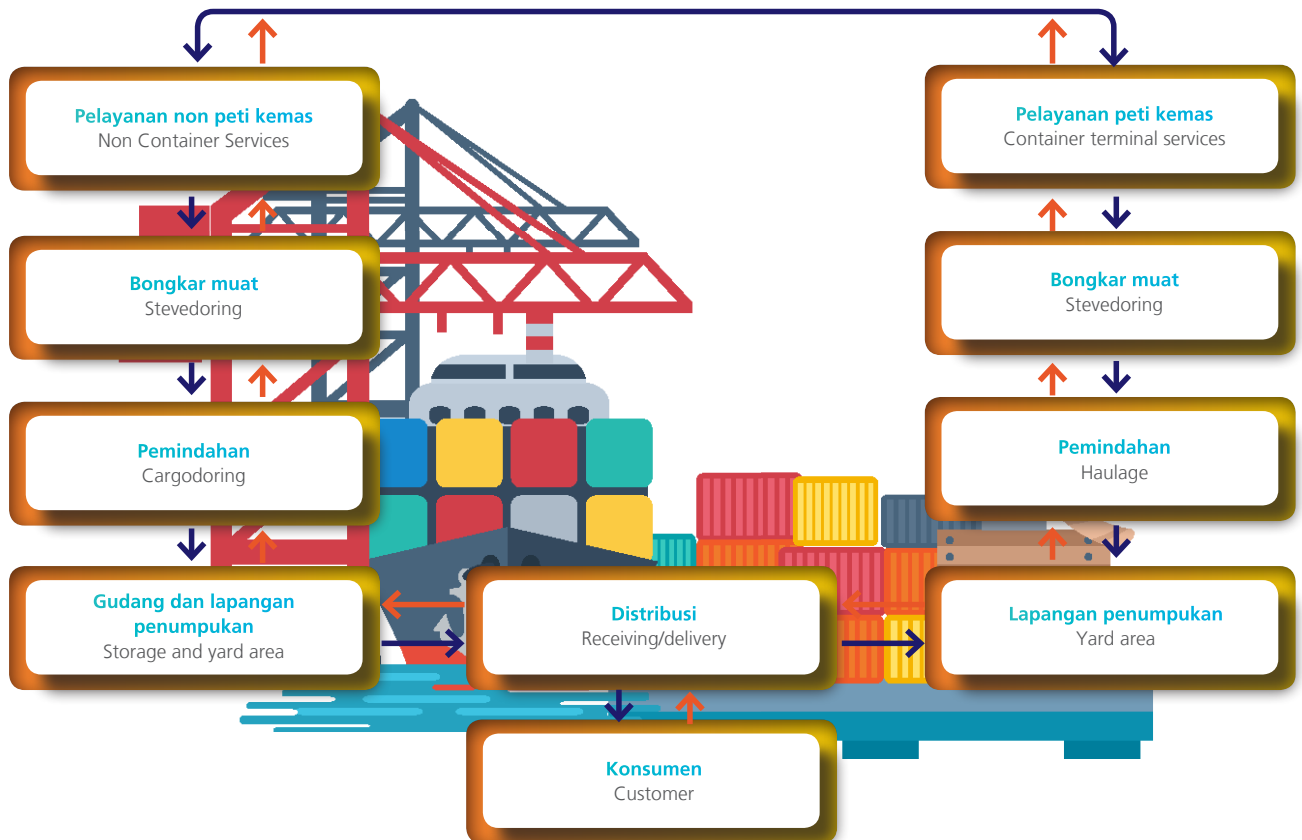 Pelayanan non peti kemas
Non Container Services
Pelayanan peti kemas
Container terminal services
Bongkar muat
Stevedoring
Bongkar muat
Stevedoring
Pemindahan
Cargodoring
Pemindahan
Haulage
Gudang dan lapangan
penumpukan
Storage and yard area
Distribusi
Receiving/delivery
Lapangan penumpukan
Yard area
Konsumen
Customer